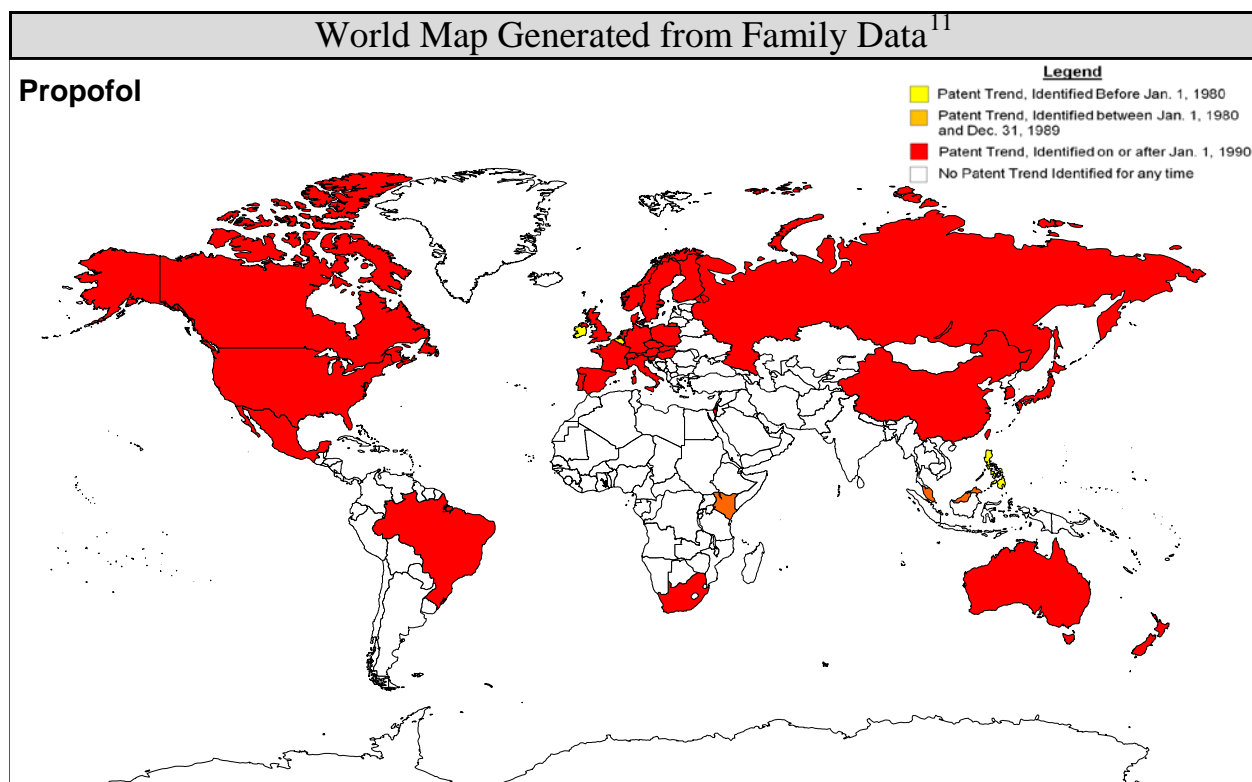 World Map Generated from Family Data11
Propofol
Legend
Patent Trend, Identified Before Jan. 1, 1980
Patent Trend, Identified between Jan. 1, 1980
and Dec. 31, 1989
Patent Trend, Identified on or after Jan. 1, 1990
No Patent Trend Identified for any time